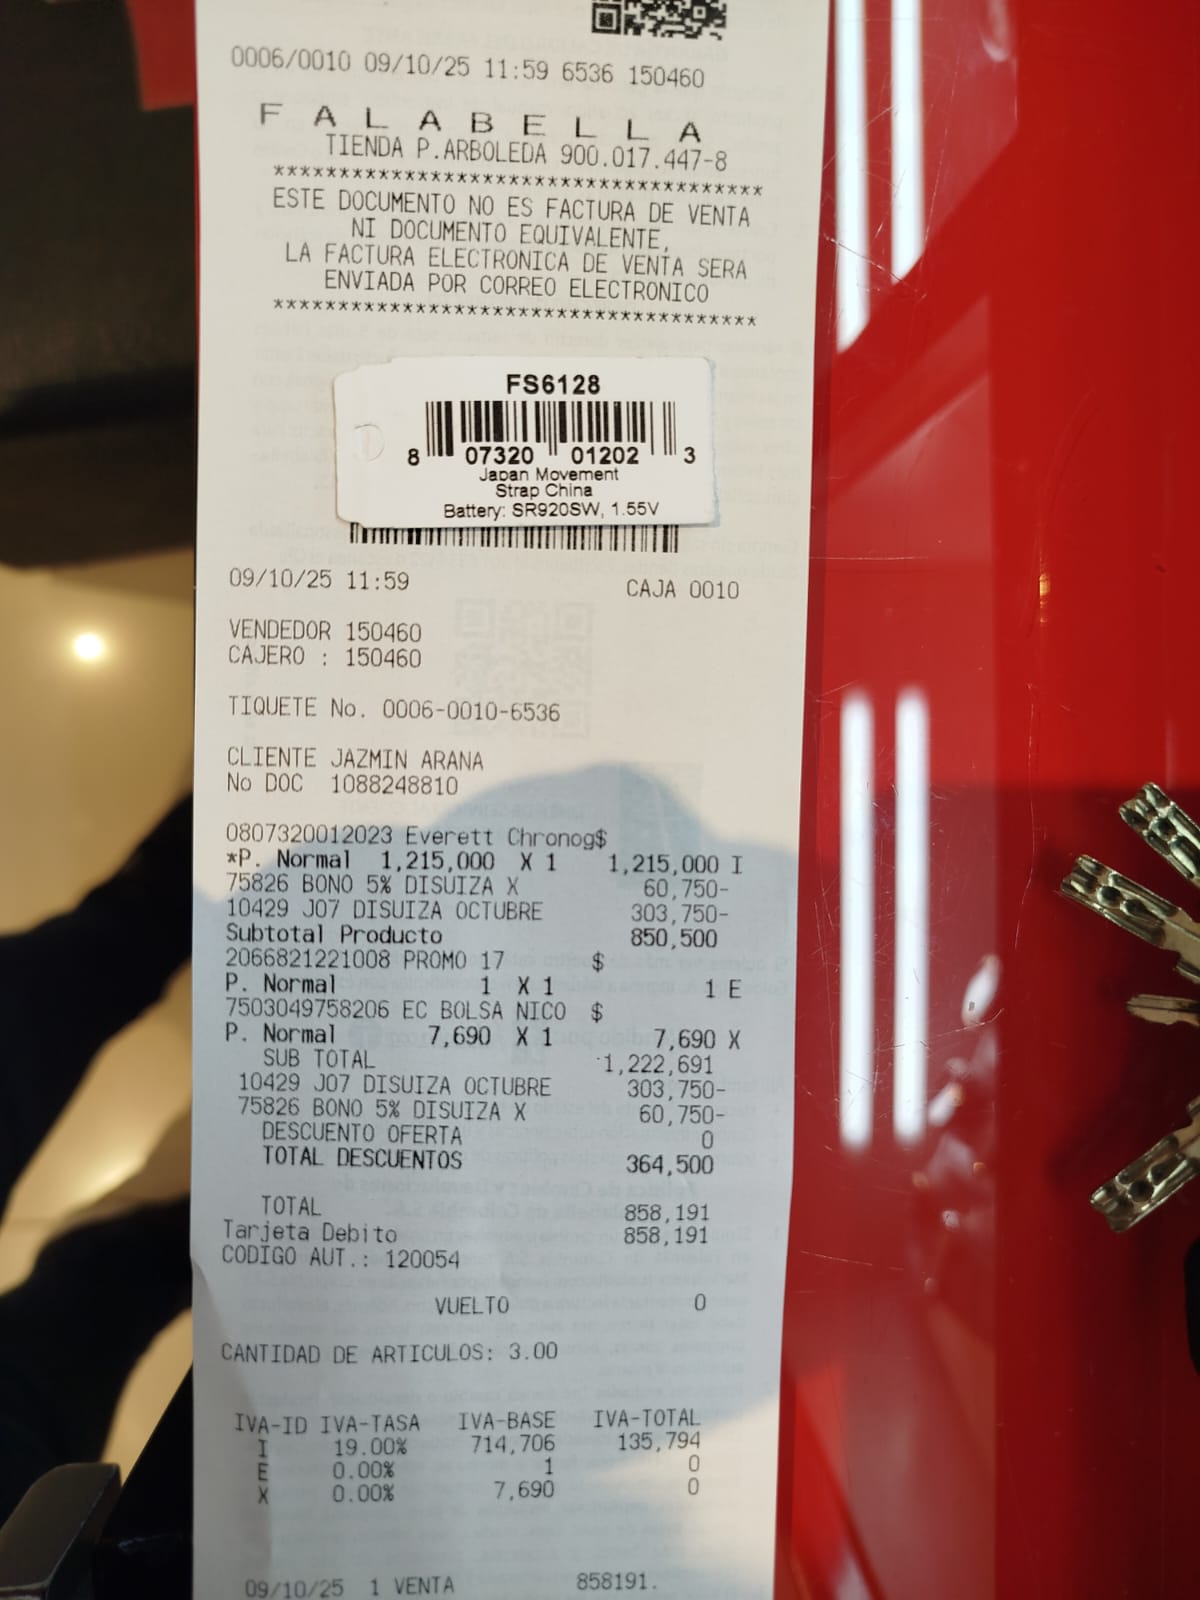 0006/0010 09/10/25 11:59 6536 150460
FALABELLA
TIENDA P.ARBOLEDA 900.017.447-8
*************************************
ESTE DOCUMENTO NO ES FACTURA DE VENTA
NI DOCUMENTO EQUIVALENTE,
LA FACTURA ELECTRONICA DE VENTA SERA
ENVIADA POR CORREO ELECTRONICO
*************************************
FS6128
8 07320 01202 3
Japan Movement
Strap China
Battery: SR920SW, 1.55V
09/10/25 11:59 CAJA 0010
VENDEDOR 150460
CAJERO : 150460
TIQUETE No. 0006-0010-6536
CLIENTE JAZMIN ARANA
No DOC 1088248810
0807320012023 Everett Chronog$
*P. Normal 1,215,000 X 1 1,215,000 I
75826 BONO 5% DISUIZA X 60,750-
10429 J07 DISUIZA OCTUBRE 303,750-
Subtotal Producto 850,500
2066821221008 PROMO 17 $
P. Normal 1 X 1 1 E
7503049758206 EC BOLSA NICO $
P. Normal 7,690 X 1 7,690 X
SUB TOTAL 1,222,691
10429 J07 DISUIZA OCTUBRE 303,750-
75826 BONO 5% DISUIZA X 60,750-
DESCUENTO OFERTA 0
TOTAL DESCUENTOS 364,500
TOTAL 858,191
Tarjeta Debito 858,191
CODIGO AUT.: 120054
VUELTO 0
CANTIDAD DE ARTICULOS: 3.00
IVA-ID IVA-TASA IVA-BASE IVA-TOTAL
I 19.00% 714,706 135,794
E 0.00% 1 0
X 0.00% 7,690 0
09/10/25 1 VENTA 858191.